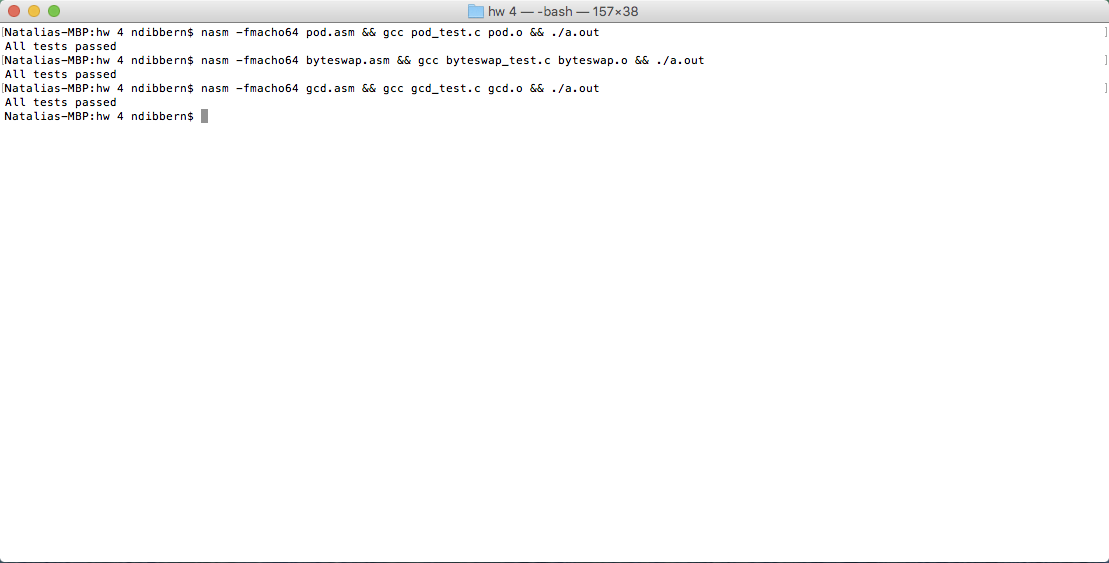 hw 4 — -bash — 157×38
[Natalias-MBP:hw 4 ndibbern$ nasm -fmacho64 pod.asm && gcc pod_test.c pod.o && ./a.out ]
All tests passed
[Natalias-MBP:hw 4 ndibbern$ nasm -fmacho64 byteswap.asm && gcc byteswap_test.c byteswap.o && ./a.out ]
All tests passed
[Natalias-MBP:hw 4 ndibbern$ nasm -fmacho64 gcd.asm && gcc gcd_test.c gcd.o && ./a.out ]
All tests passed
Natalias-MBP:hw 4 ndibbern$